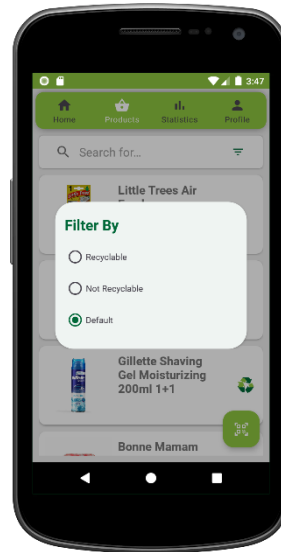 3:47
Home Products Statistics Profile
Search for...
Little Trees Air
Filter By
Recyclable
Not Recyclable
Default
Gillette Shaving
Gel Moisturizing
200ml 1+1
Bonne Mamam